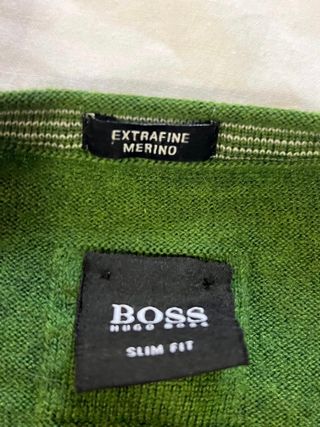 EXTRAFINE
MERINO
BOSS
HUGO BOSS
SLIM FIT